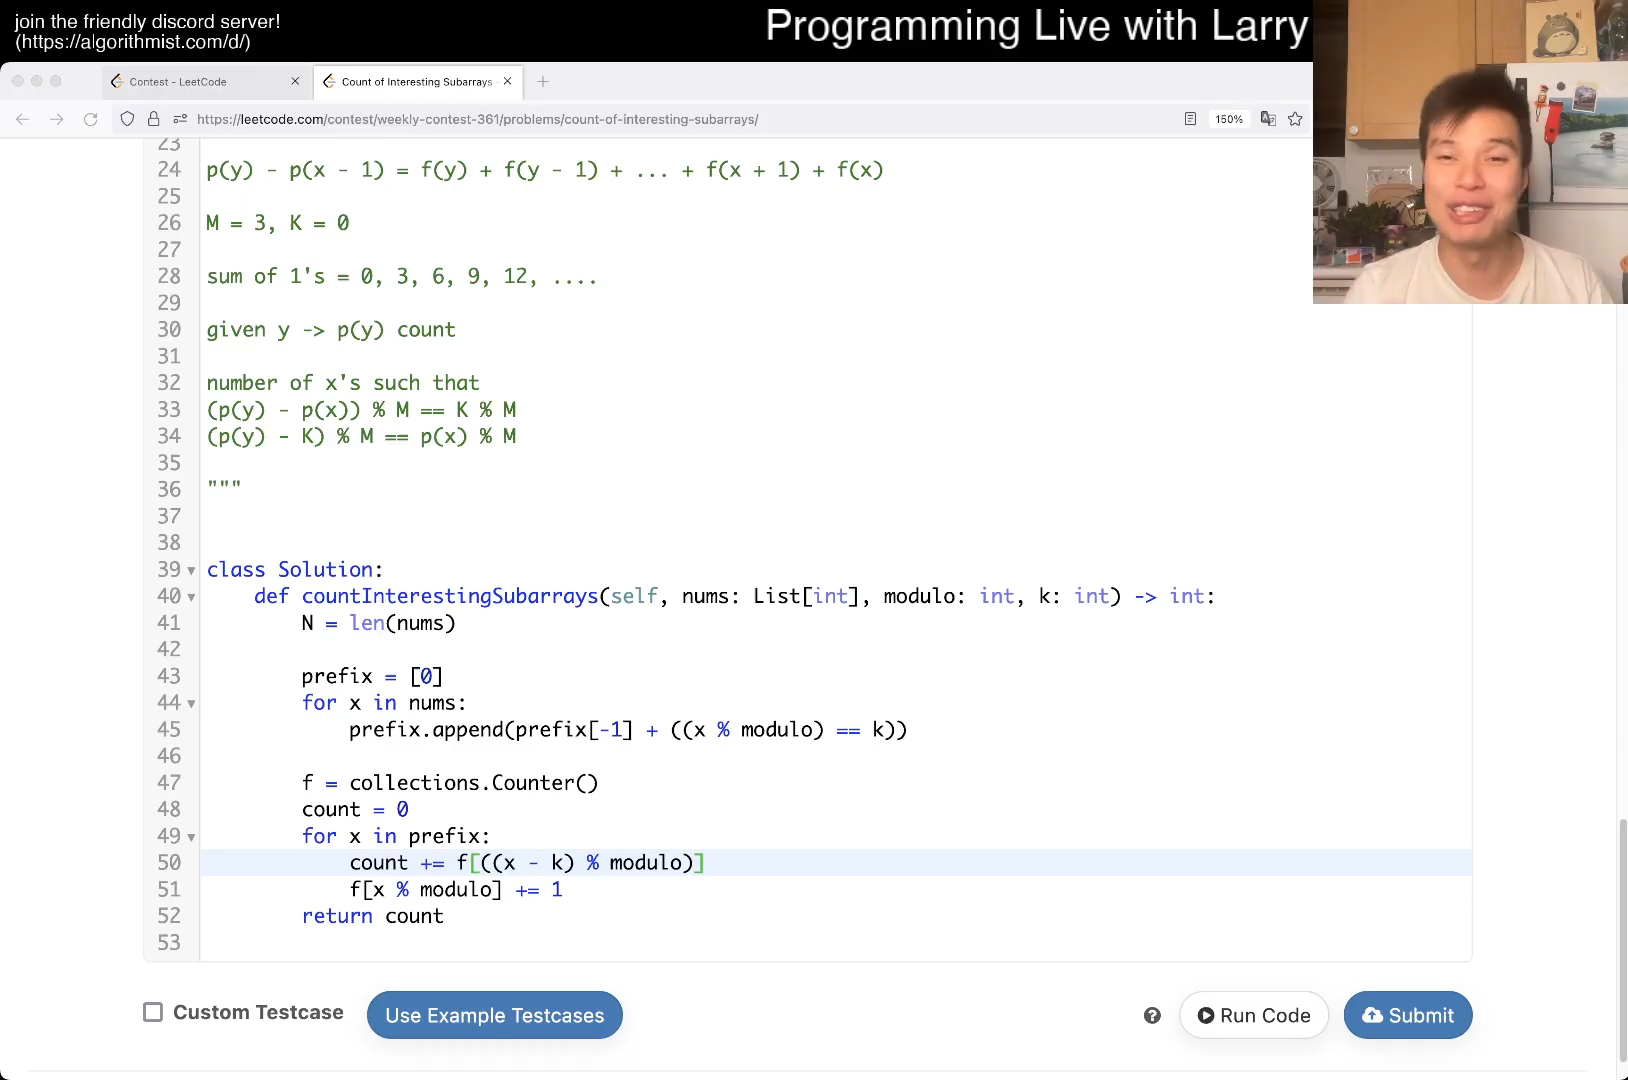 join the friendly discord server!
(https://algorithmist.com/d/)
Programming Live with Larry
Contest - LeetCode
Count of Interesting Subarrays -
https://leetcode.com/contest/weekly-contest-361/problems/count-of-interesting-subarrays/
150%
23
24 p(y) - p(x - 1) = f(y) + f(y - 1) + ... + f(x + 1) + f(x)
25
26 M = 3, K = 0
27
28 sum of 1's = 0, 3, 6, 9, 12, ....
29
30 given y -> p(y) count
31
32 number of x's such that
33 (p(y) - p(x)) % M == K % M
34 (p(y) - K) % M == p(x) % M
35
36 """
37
38
39 class Solution:
40 def countInterestingSubarrays(self, nums: List[int], modulo: int, k: int) -> int:
41 N = len(nums)
42
43 prefix = [0]
44 for x in nums:
45 prefix.append(prefix[-1] + ((x % modulo) == k))
46
47 f = collections.Counter()
48 count = 0
49 for x in prefix:
50 count += f[((x - k) % modulo)]
51 f[x % modulo] += 1
52 return count
53
Custom Testcase
Use Example Testcases
Run Code
Submit